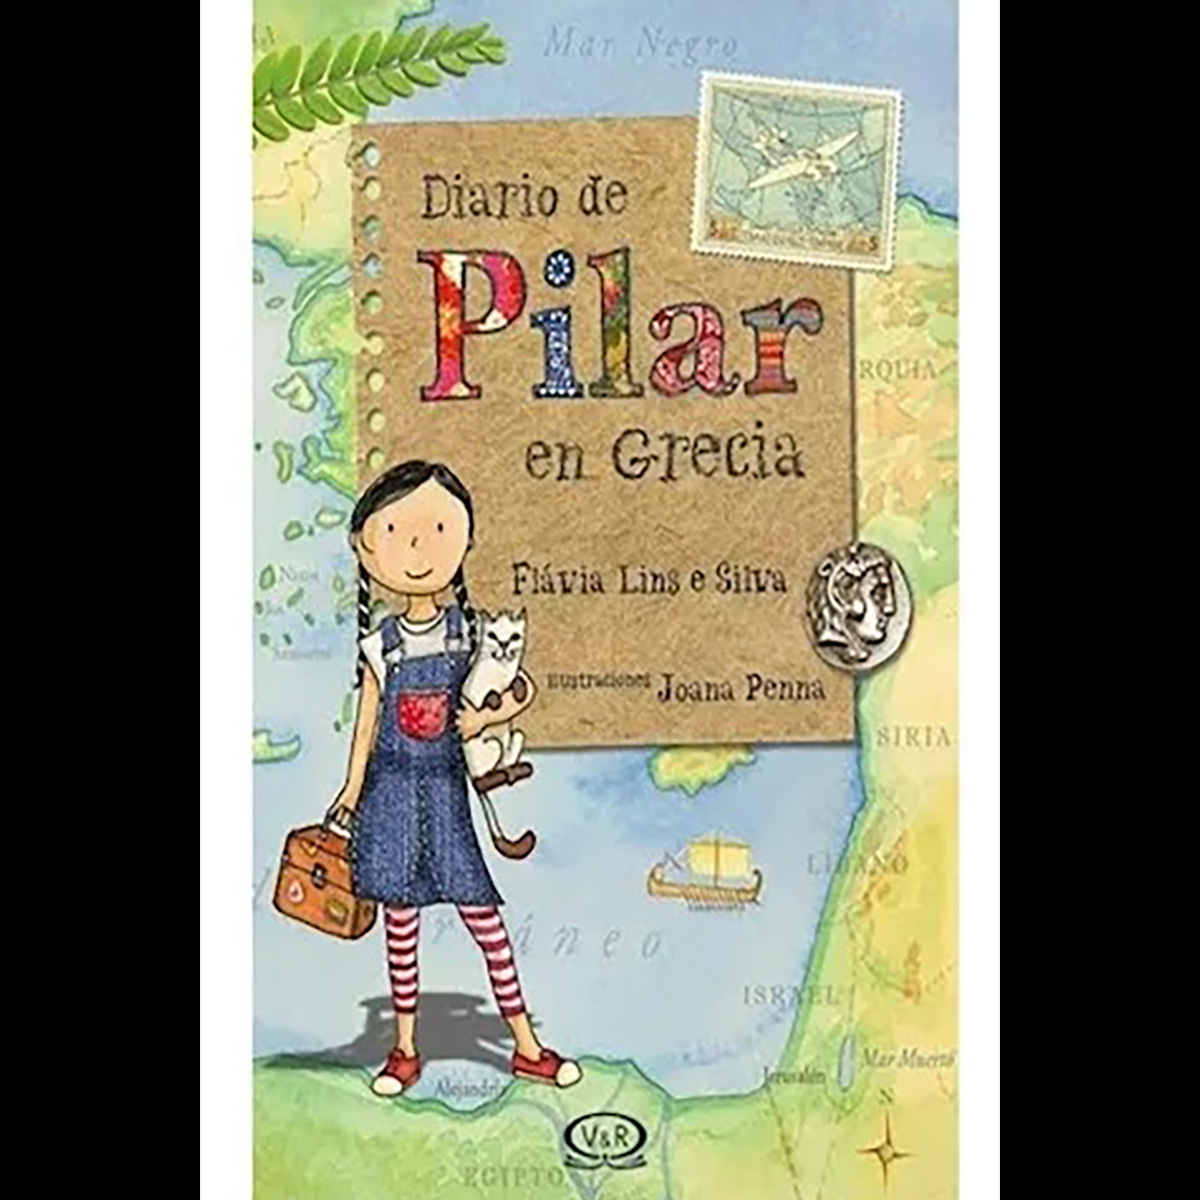 Mar Negro
Diario de
Pilar
en Grecia
RQUIA
Flávia Lins e Silva
ilustraciones Joana Penna
SIRIA
LÍBANO
áneo
ISRAEL
Mar Muerto
Jerusalén
Alejandría
N
V&R
EGIPTO